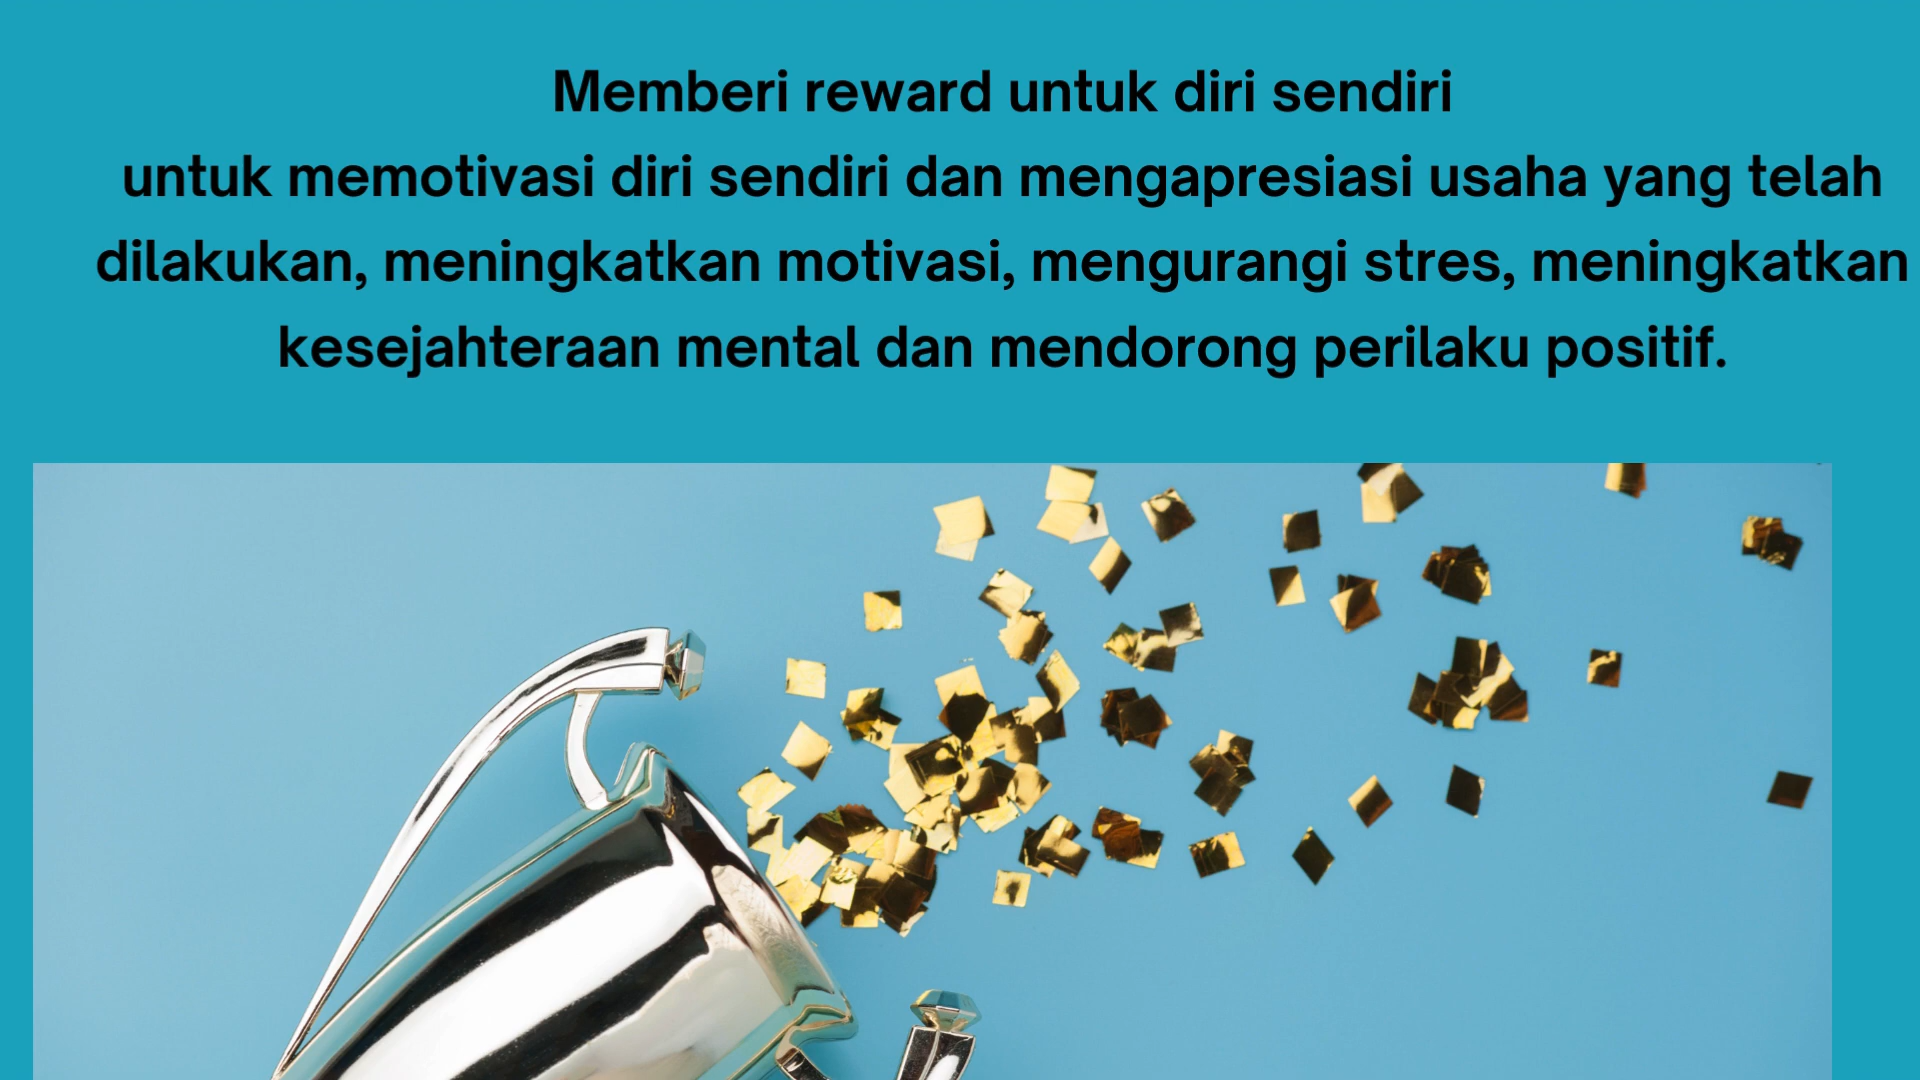 Memberi reward untuk diri sendiri
untuk memotivasi diri sendiri dan mengapresiasi usaha yang telah
dilakukan, meningkatkan motivasi, mengurangi stres, meningkatkan
kesejahteraan mental dan mendorong perilaku positif.